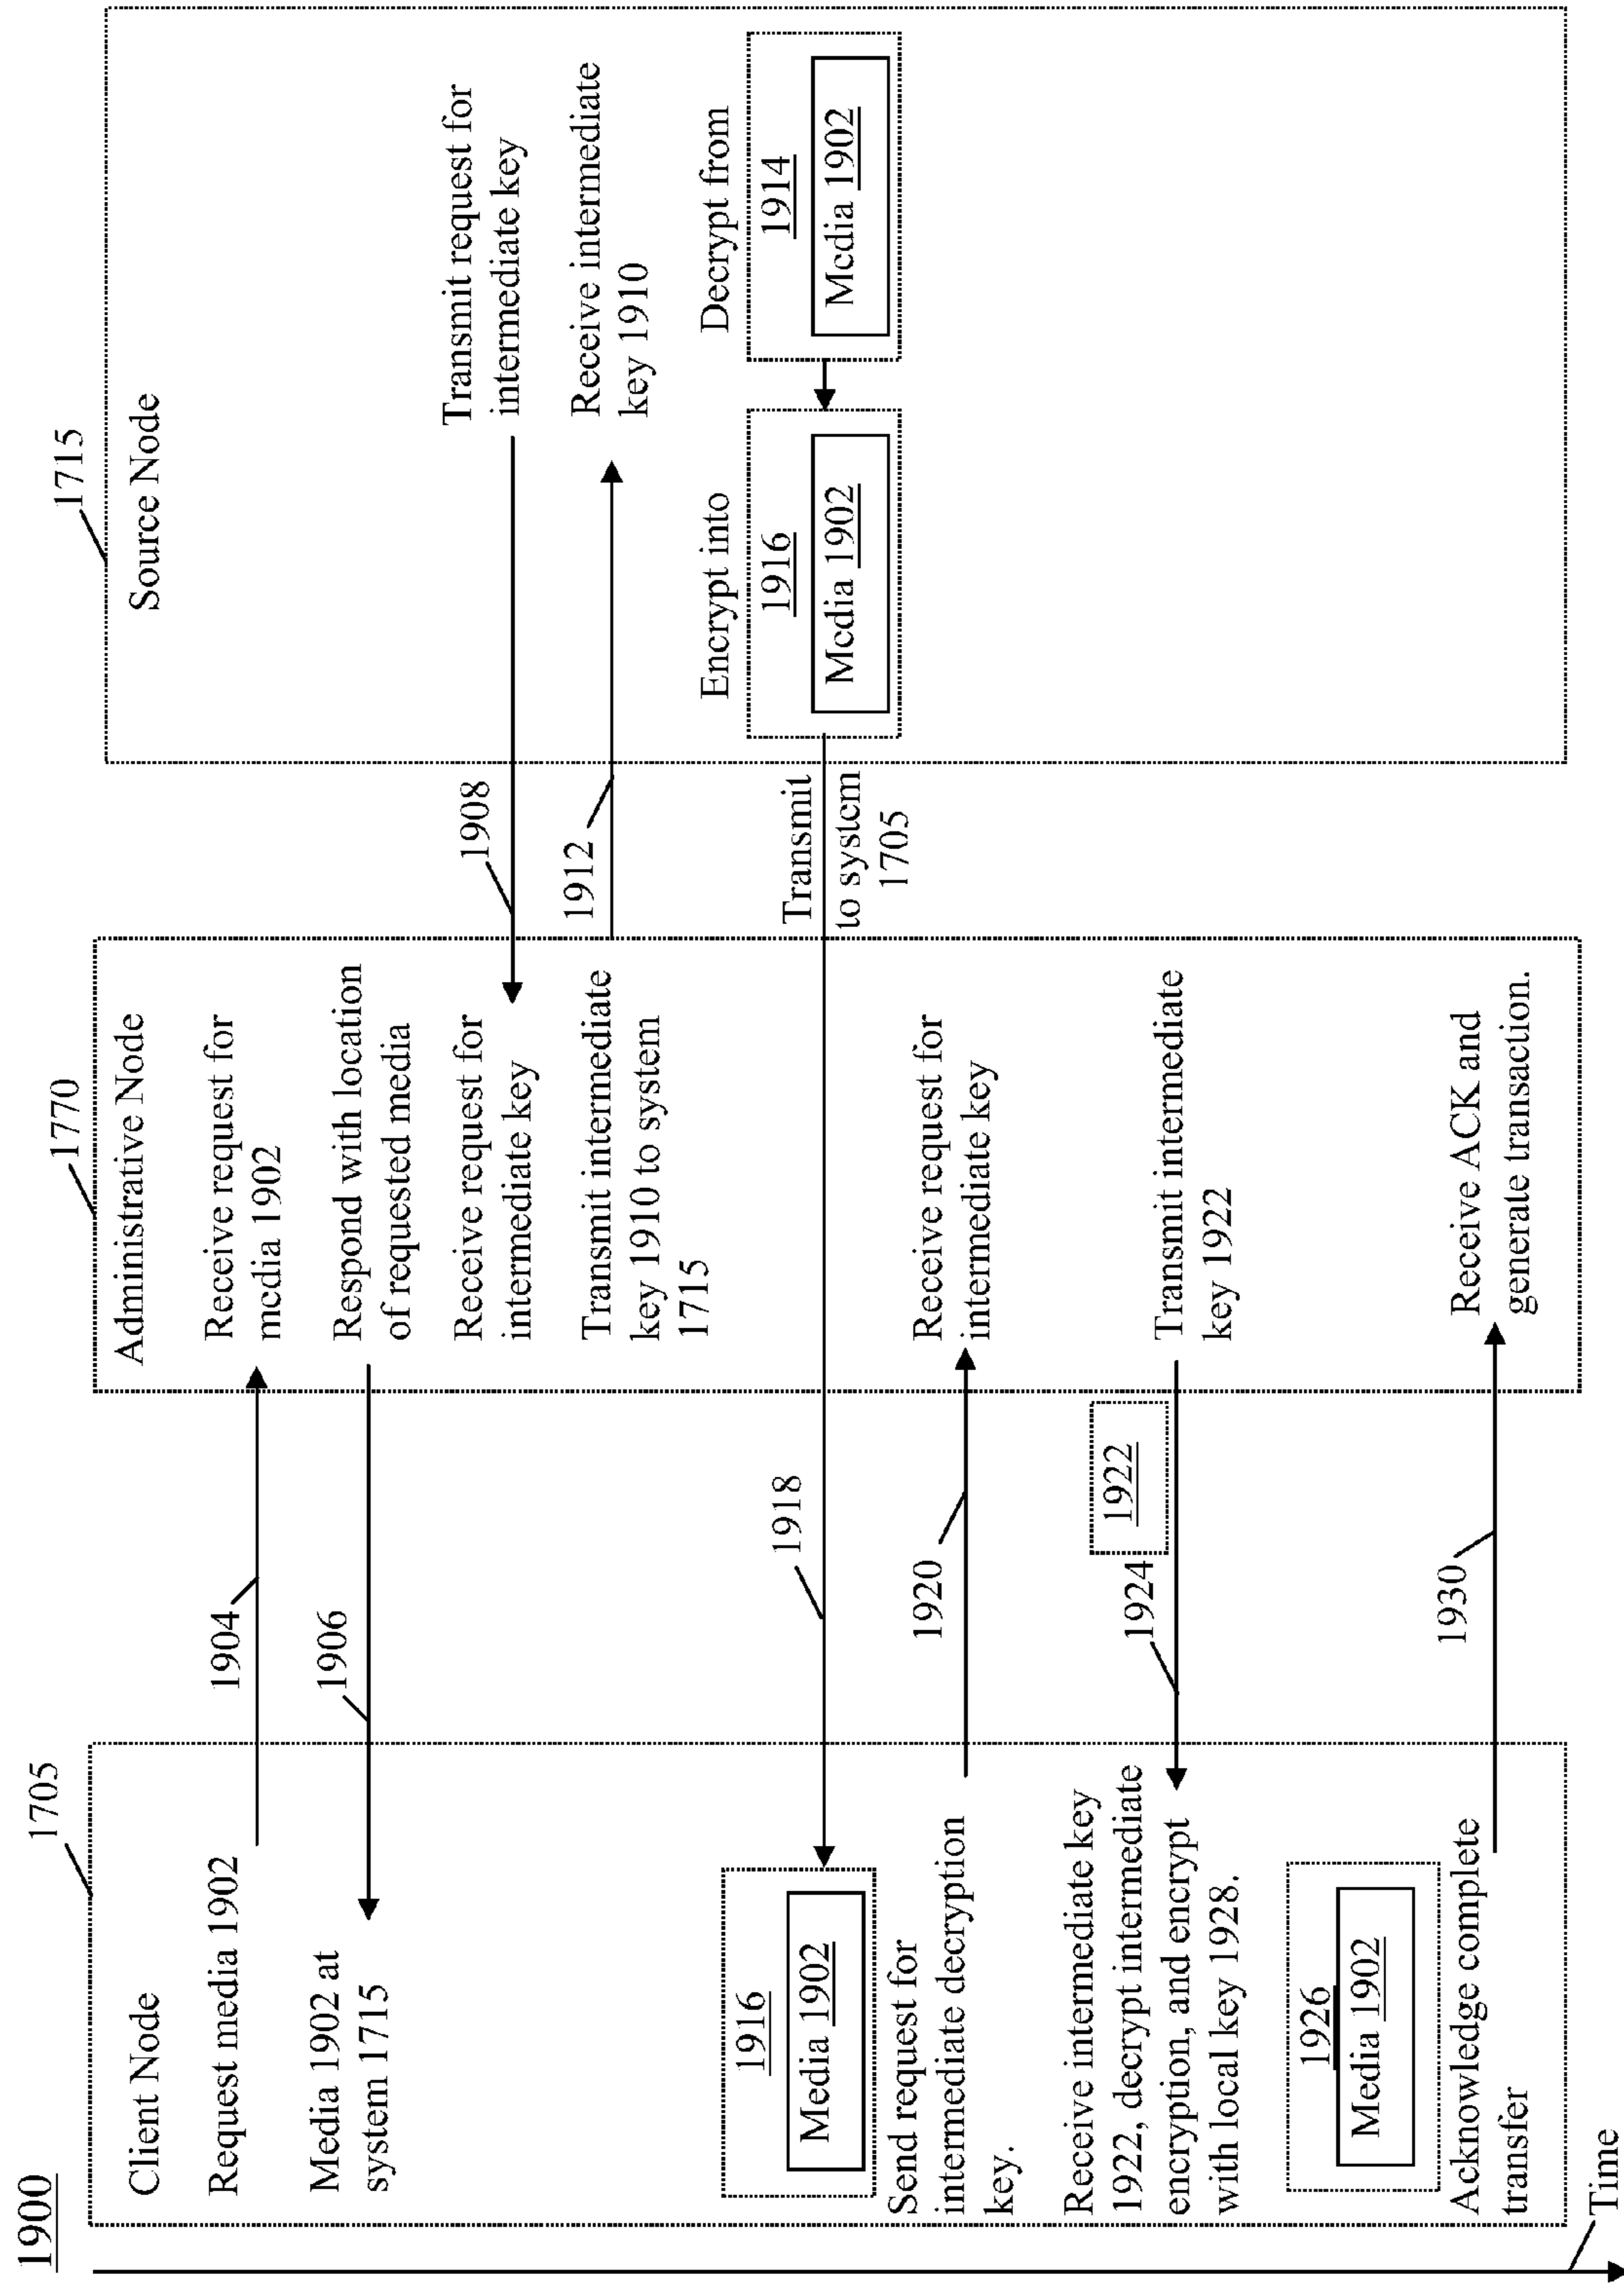 1900
Time
1705
Client Node
Request media 1902
Media 1902 at
system 1715
1916
Media 1902
Send request for
intermediate decryption
key.
Receive intermediate key
1922, decrypt intermediate
encryption, and encrypt
with local key 1928.
1926
Media 1902
Acknowledge complete
transfer
1904
1906
1918
1920
1922
1924
1930
1770
Administrative Node
Receive request for
mcdia 1902
Respond with location
of requested media
Receive request for
intermediate key
Transmit intermediate
key 1910 to system
1715
Receive request for
intermediate key
Transmit intermediate
key 1922
Receive ACK and
generate transaction.
1908
1912
Transmit
to systcm
1705
1715
Source Node
Transmit request for
intermediate key
Receive intermediate
key 1910
Encrypt into
1916
Mcdia 1902
Decrypt from
1914
Mcdia 1902